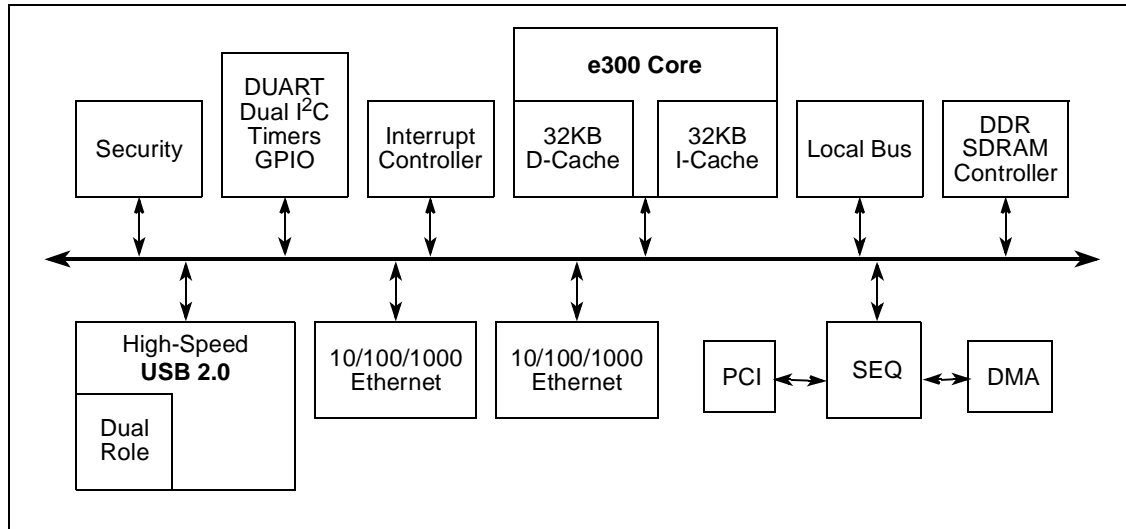 e300 Core
DUART
Dual I²C
Timers
GPIO
Security
Interrupt
Controller
32KB
D-Cache
32KB
I-Cache
Local Bus
DDR
SDRAM
Controller
High-Speed
USB 2.0
Dual
Role
10/100/1000
Ethernet
10/100/1000
Ethernet
PCI
SEQ
DMA